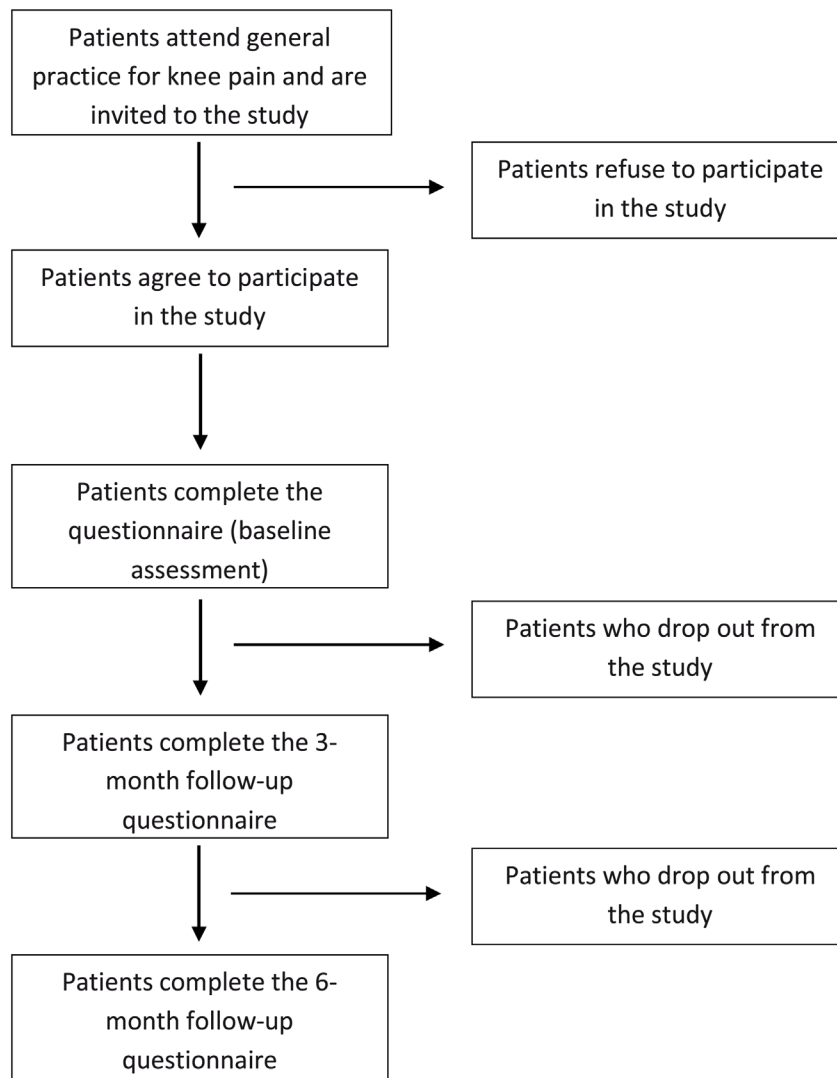 Patients attend general
practice for knee pain and are
invited to the study
Patients refuse to participate
in the study
Patients agree to participate
in the study
Patients complete the
questionnaire (baseline
assessment)
Patients who drop out from
the study
Patients complete the 3-
month follow-up
questionnaire
Patients who drop out from
the study
Patients complete the 6-
month follow-up
questionnaire